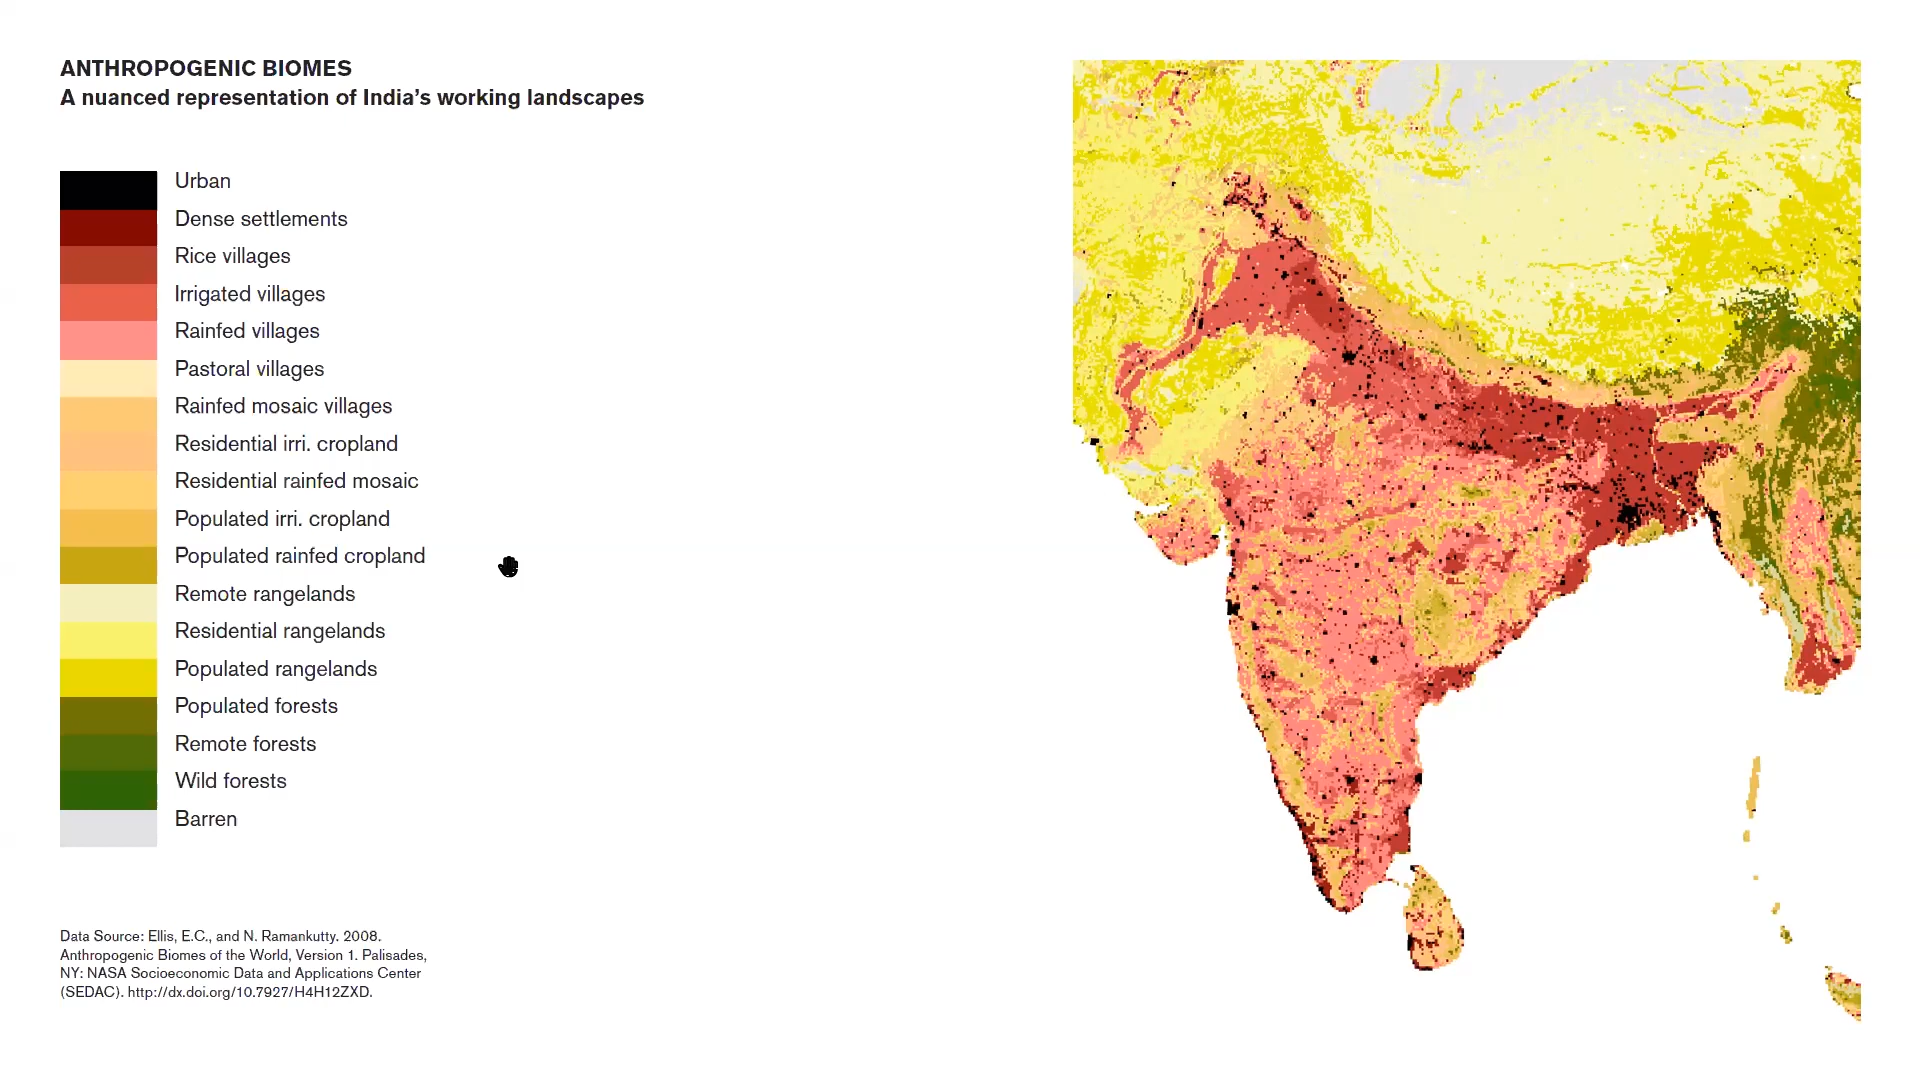 ANTHROPOGENIC BIOMES
A nuanced representation of India’s working landscapes
Urban
Dense settlements
Rice villages
Irrigated villages
Rainfed villages
Pastoral villages
Rainfed mosaic villages
Residential irri. cropland
Residential rainfed mosaic
Populated irri. cropland
Populated rainfed cropland
Remote rangelands
Residential rangelands
Populated rangelands
Populated forests
Remote forests
Wild forests
Barren
Data Source: Ellis, E.C., and N. Ramankutty. 2008.
Anthropogenic Biomes of the World, Version 1. Palisades,
NY: NASA Socioeconomic Data and Applications Center
(SEDAC). http://dx.doi.org/10.7927/H4H12ZXD.